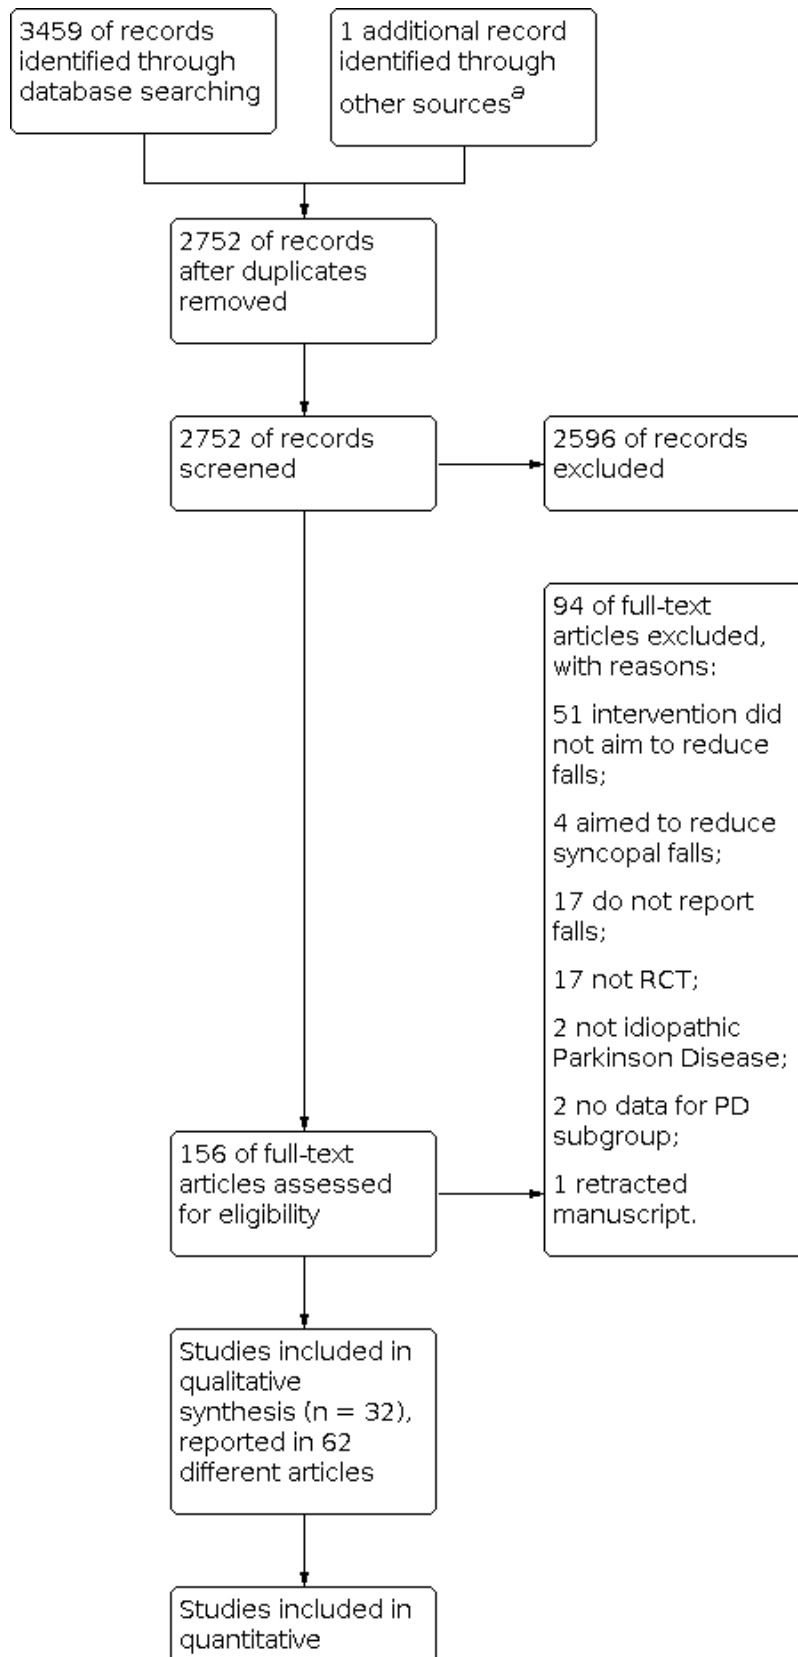 3459 of records
identified through
database searching
1 additional record
identified through
other sourcesa
2752 of records
after duplicates
removed
2752 of records
screened
2596 of records
excluded
94 of full-text
articles excluded,
with reasons:
51 intervention did
not aim to reduce
falls;
4 aimed to reduce
syncopal falls;
17 do not report
falls;
17 not RCT;
2 not idiopathic
Parkinson Disease;
2 no data for PD
subgroup;
1 retracted
manuscript.
156 of full-text
articles assessed
for eligibility
Studies included in
qualitative
synthesis (n = 32),
reported in 62
different articles
Studies included in
quantitative